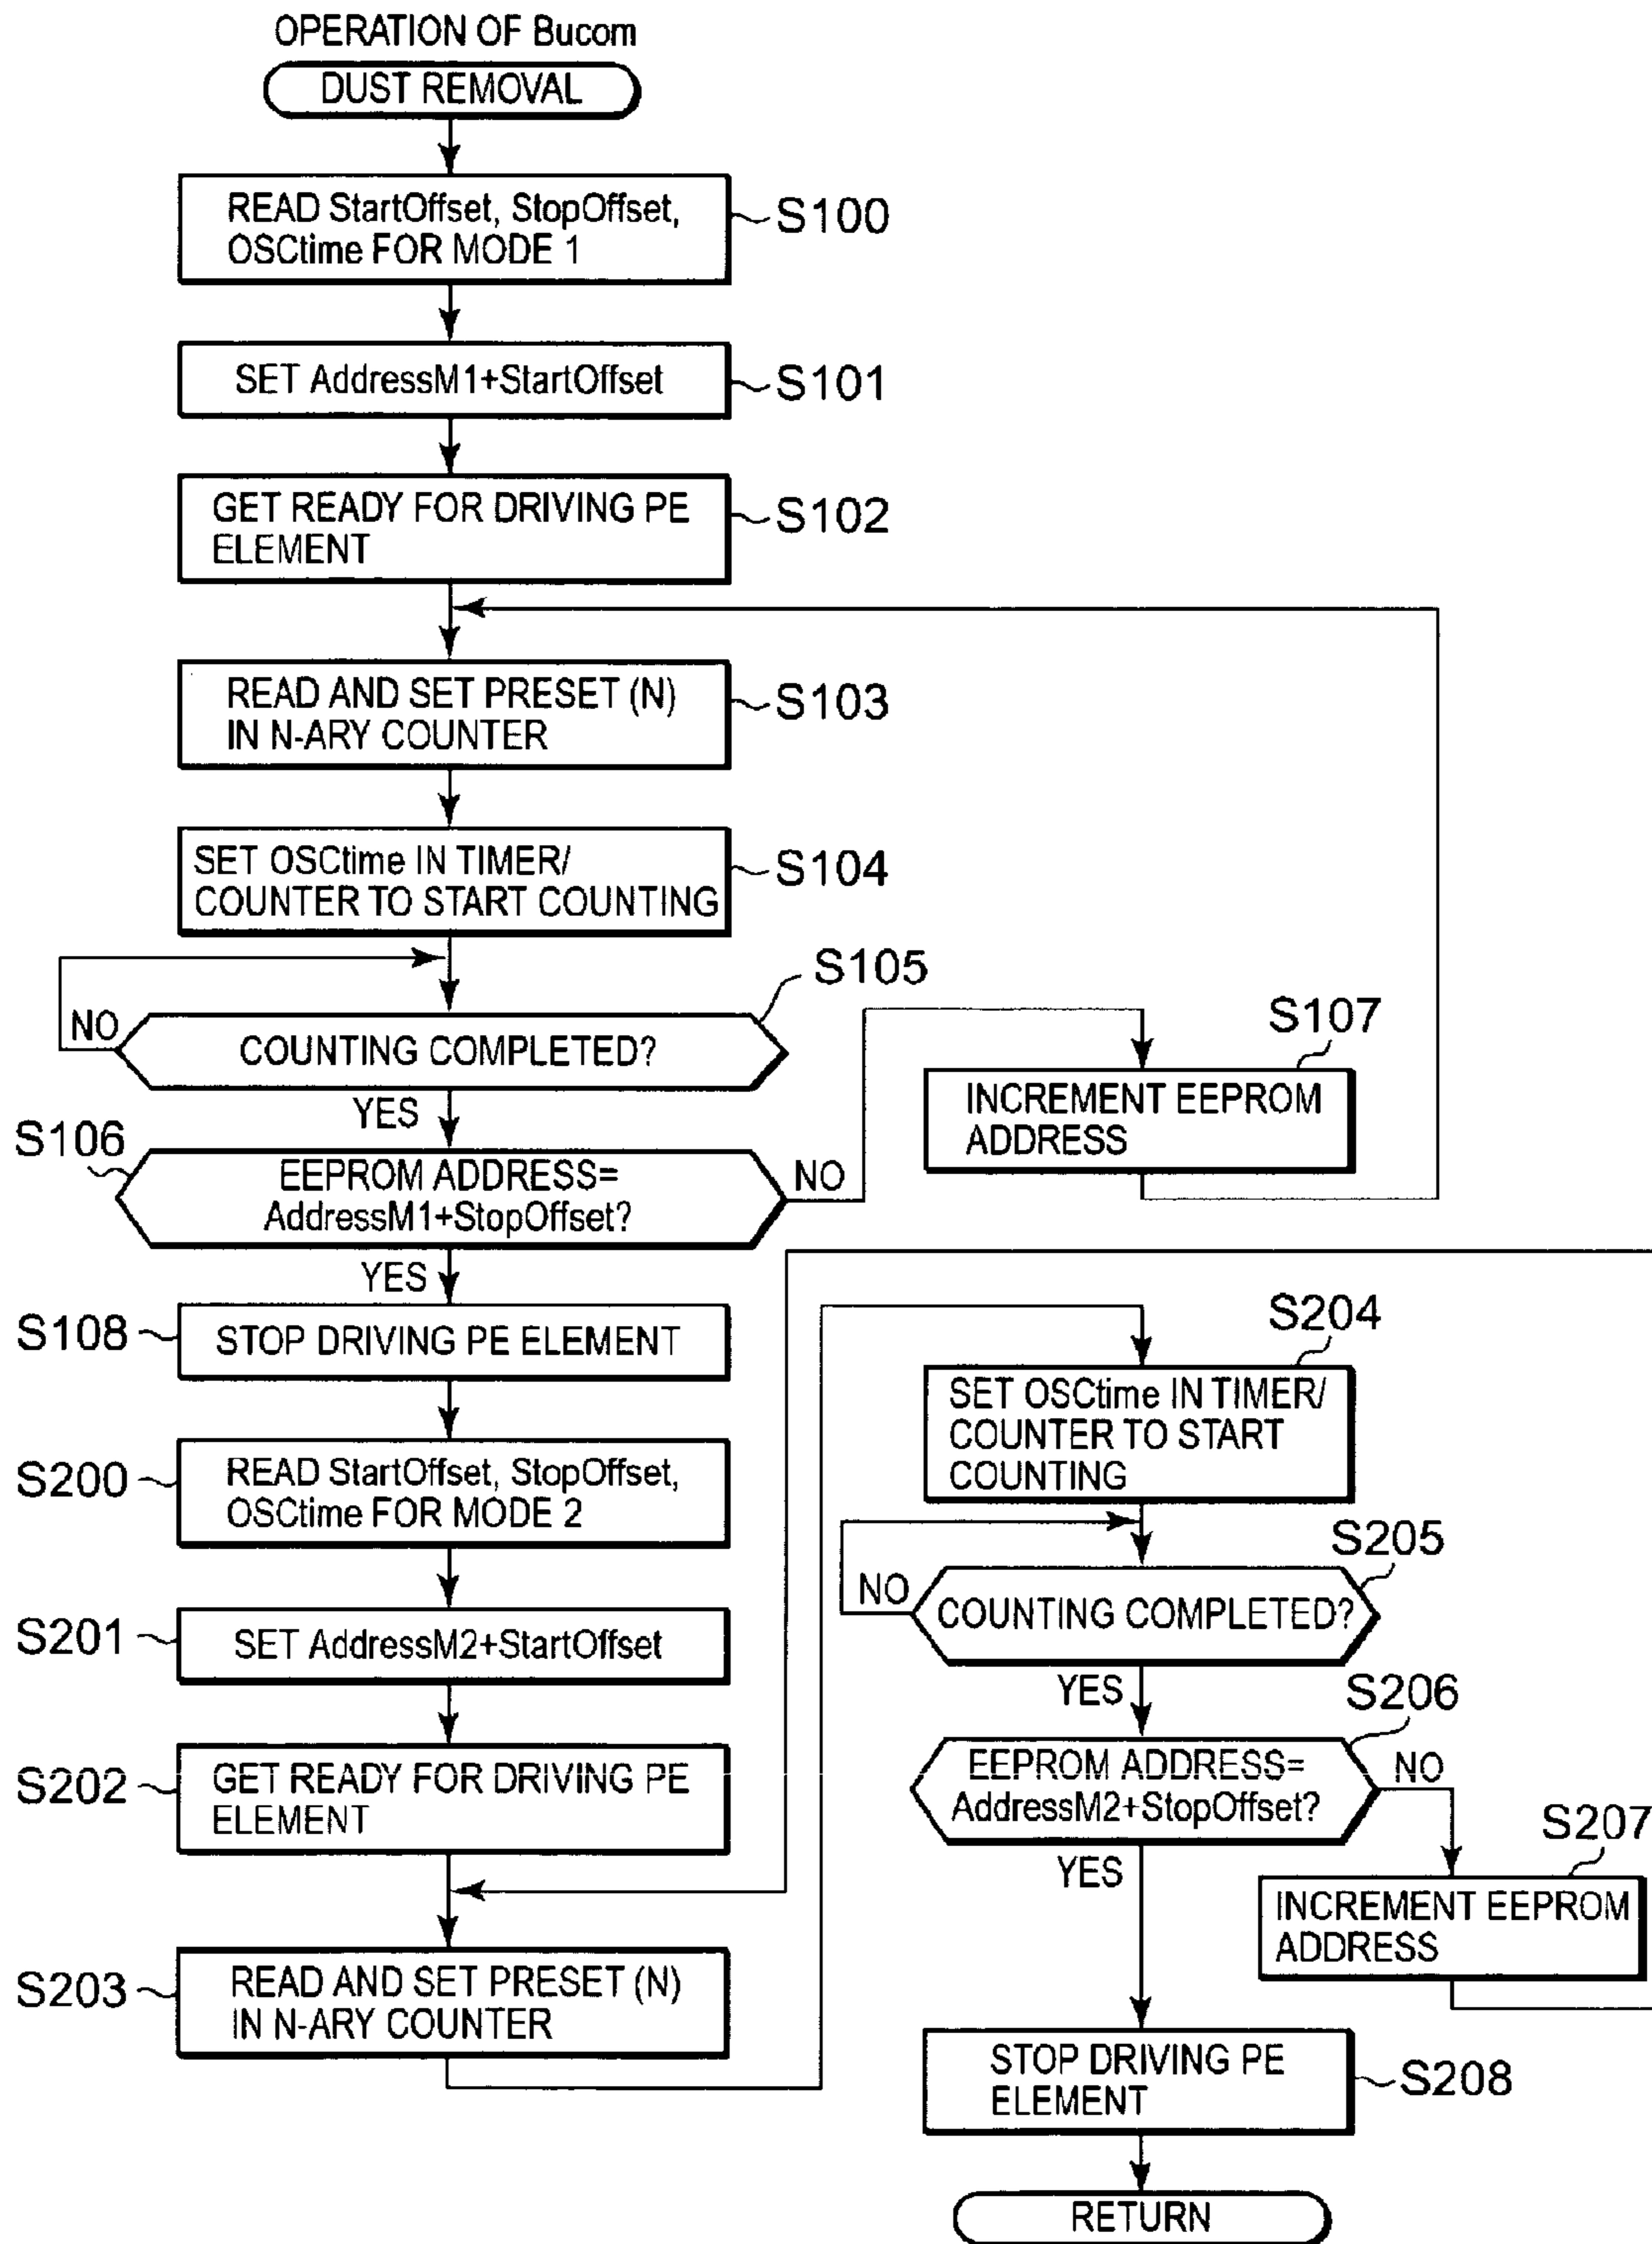 OPERATION OF Bucom
DUST REMOVAL
READ StartOffset, StopOffset,
OSCtime FOR MODE 1
S100
SET AddressM1+StartOffset
S101
GET READY FOR DRIVING PE
ELEMENT
S102
READ AND SET PRESET (N)
IN N-ARY COUNTER
S103
SET OSCtime IN TIMER/
COUNTER TO START COUNTING
S104
S105
NO
COUNTING COMPLETED?
YES
S106
EEPROM ADDRESS=
AddressM1+StopOffset?
NO
S107
INCREMENT EEPROM
ADDRESS
YES
S108
STOP DRIVING PE ELEMENT
S200
READ StartOffset, StopOffset,
OSCtime FOR MODE 2
S201
SET AddressM2+StartOffset
S202
GET READY FOR DRIVING PE
ELEMENT
S203
READ AND SET PRESET (N)
IN N-ARY COUNTER
S204
SET OSCtime IN TIMER/
COUNTER TO START
COUNTING
S205
NO
COUNTING COMPLETED?
YES
S206
EEPROM ADDRESS=
AddressM2+StopOffset?
NO
S207
INCREMENT EEPROM
ADDRESS
YES
STOP DRIVING PE
ELEMENT
S208
RETURN